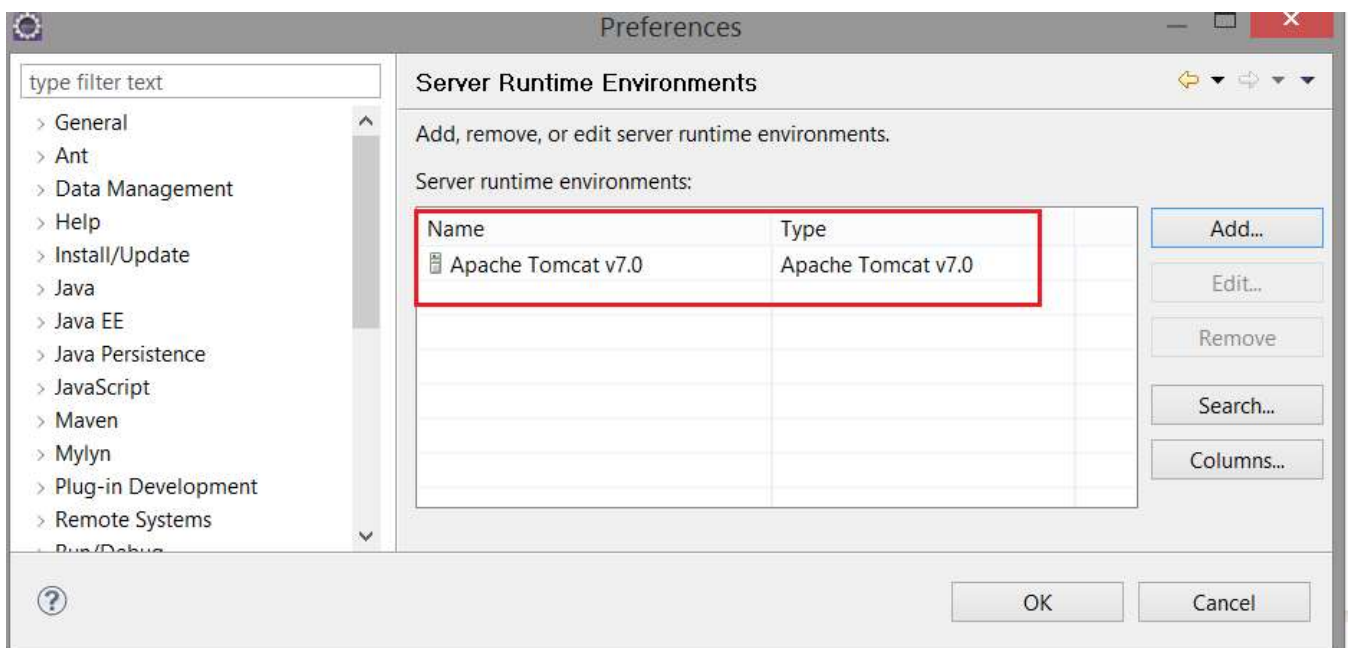 Preferences
type filter text
General
Ant
Data Management
Help
Install/Update
Java
Java EE
Java Persistence
JavaScript
Maven
Mylyn
Plug-in Development
Remote Systems
Run/Debug
Server Runtime Environments
Add, remove, or edit server runtime environments.
Server runtime environments:
Name Type
Apache Tomcat v7.0 Apache Tomcat v7.0
Add...
Edit...
Remove
Search...
Columns...
?
OK Cancel